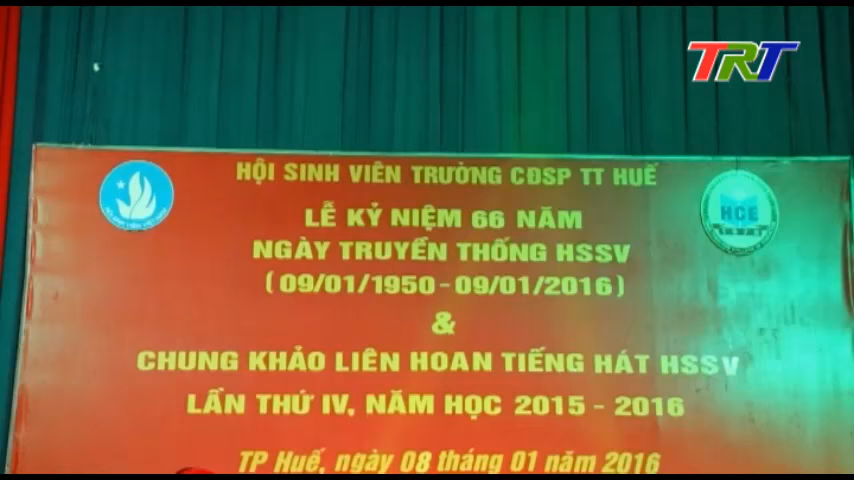 TRT
HỘI SINH VIÊN TRƯỜNG CĐSP TT HUẾ
LỄ KỶ NIỆM 66 NĂM
NGÀY TRUYỀN THỐNG HSSV
(09/01/1950-09/01/2016)
&
CHUNG KHẢO LIÊN HOAN TIẾNG HÁT HSSV
LẦN THỨ IV, NĂM HỌC 2015 - 2016
TP Huế, ngày 08 tháng 01 năm 2016
HCE
1976